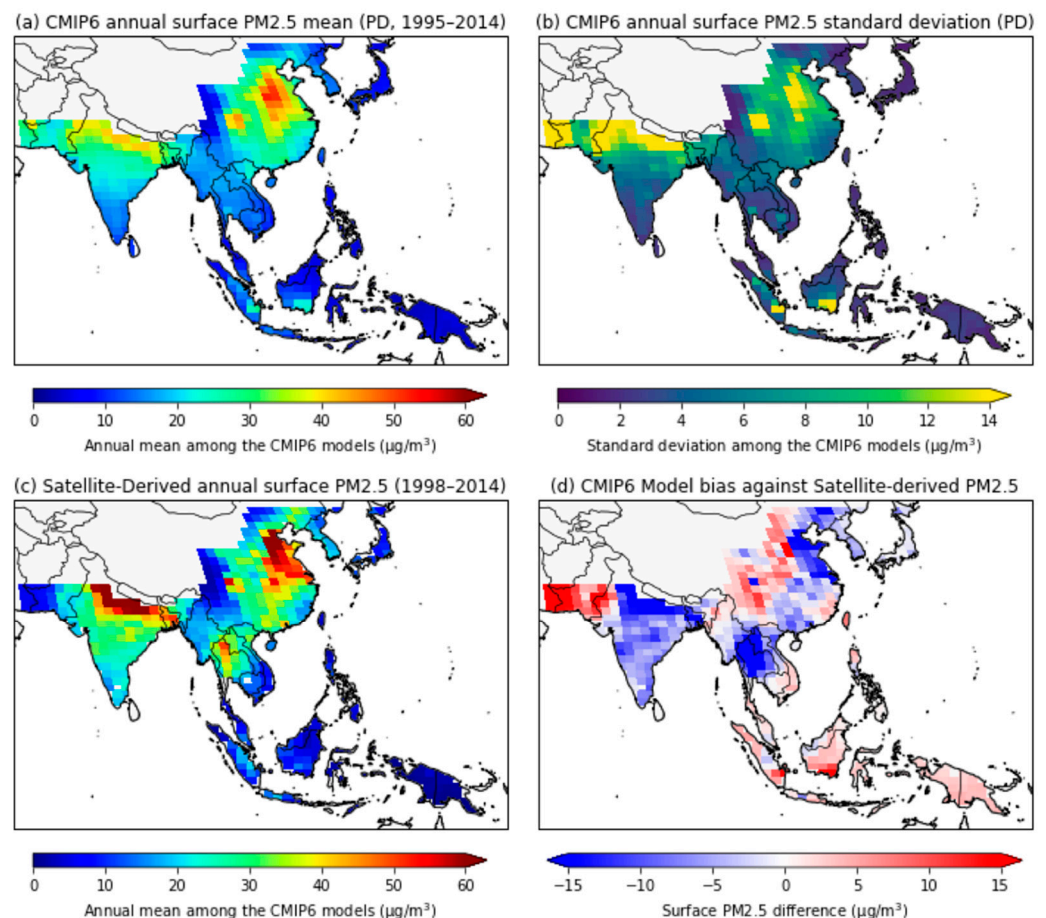 (a) CMIP6 annual surface PM2.5 mean (PD, 1995–2014)
(b) CMIP6 annual surface PM2.5 standard deviation (PD)
0 10 20 30 40 50 60
Annual mean among the CMIP6 models (μg/m³)
0 2 4 6 8 10 12 14
Standard deviation among the CMIP6 models (μg/m³)
(c) Satellite-Derived annual surface PM2.5 (1998–2014)
(d) CMIP6 Model bias against Satellite-derived PM2.5
0 10 20 30 40 50 60
Annual mean among the CMIP6 models (μg/m³)
−15 −10 −5 0 5 10 15
Surface PM2.5 difference (μg/m³)